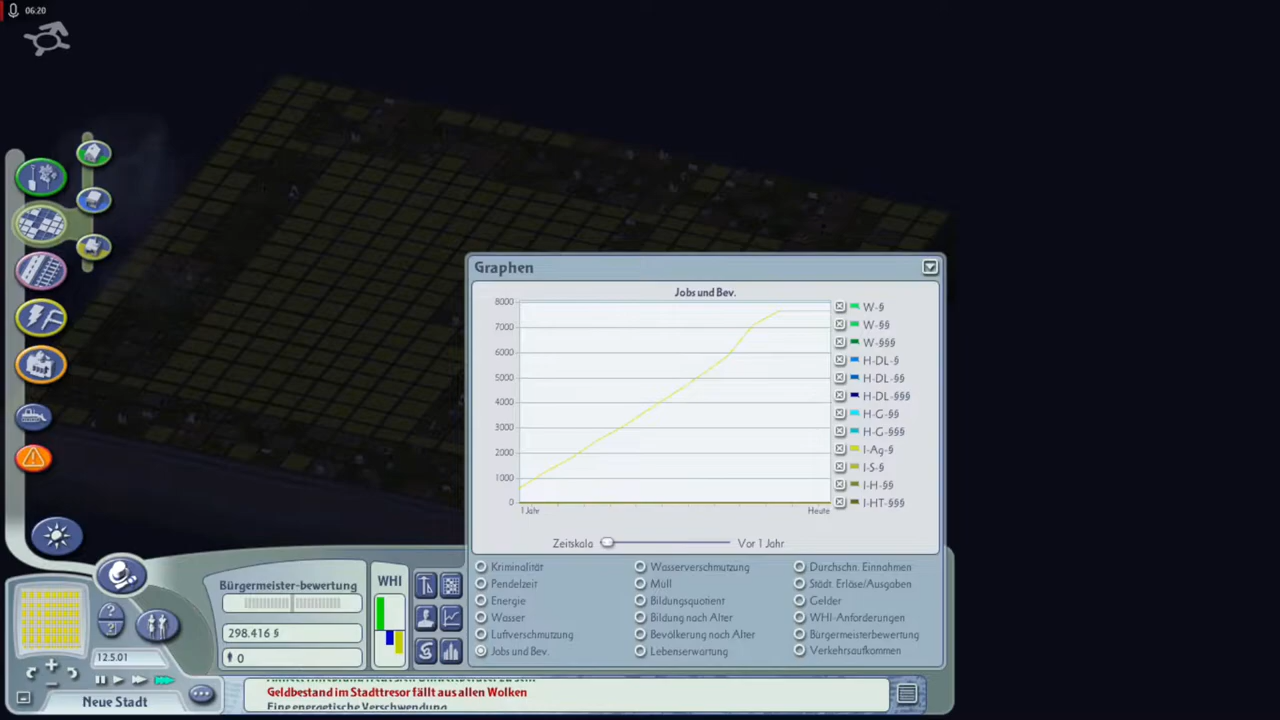 06:20
Graphen
Jobs und Bev.
8000
7000
6000
5000
4000
3000
2000
1000
0
1 Jahr
Heute
W-§
W-§§
W-§§§
H-DL-§
H-DL-§§
H-DL-§§§
H-G-§§
H-G-§§§
I-Ag-§
I-S-§
I-H-§§
I-HT-§§§
Zeitskala
Vor 1 Jahr
Kriminalität
Pendelzeit
Energie
Wasser
Luftverschmutzung
Jobs und Bev.
Wasserverschmutzung
Müll
Bildungsquotient
Bildung nach Alter
Bevölkerung nach Alter
Lebenserwartung
Durchschn. Einnahmen
Städt. Erlöse/Ausgaben
Gelder
WHI-Anforderungen
Bürgermeisterbewertung
Verkehrsaufkommen
Bürgermeister-bewertung
WHI
298.416 §
0
12.5.01
Neue Stadt
Geldbestand im Stadttresor fällt aus allen Wolken
Eine energetische Verschwendung